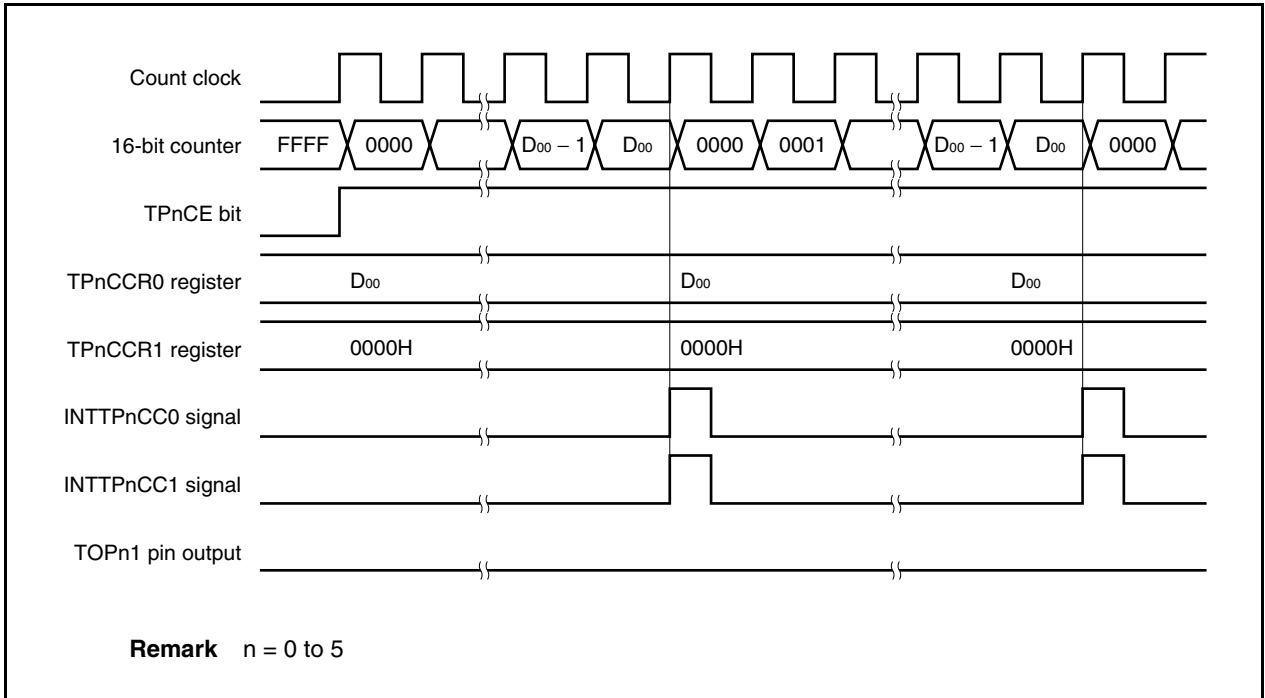 Count clock
16-bit counter FFFF 0000 D00 − 1 D00 0000 0001 D00 − 1 D00 0000
TPnCE bit
TPnCCR0 register D00 D00 D00
TPnCCR1 register 0000H 0000H 0000H
INTTPnCC0 signal
INTTPnCC1 signal
TOPn1 pin output
Remark n = 0 to 5